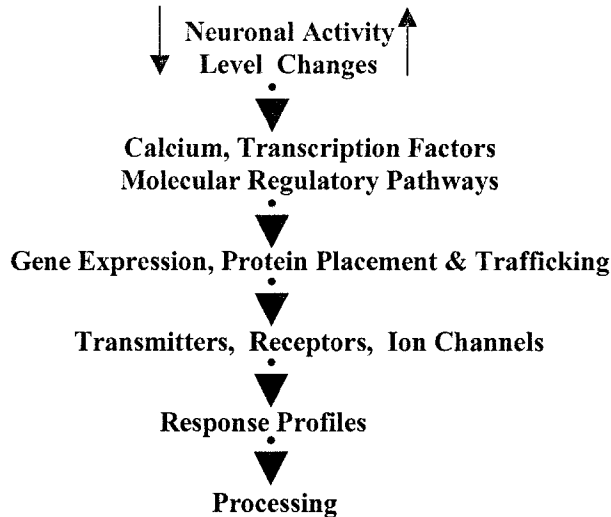 Neuronal Activity
Level Changes
Calcium, Transcription Factors
Molecular Regulatory Pathways
Gene Expression, Protein Placement & Trafficking
Transmitters, Receptors, Ion Channels
Response Profiles
Processing